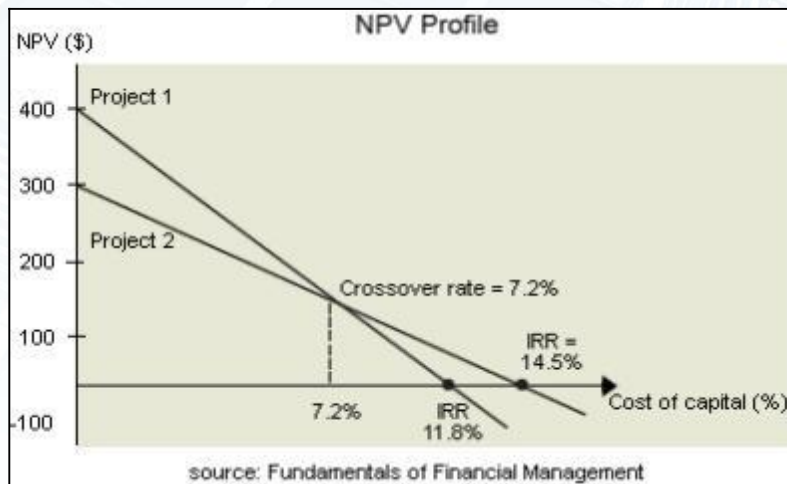 NPV Profile
NPV ($)
Project 1
400
300
Project 2
200
Crossover rate = 7.2%
100
IRR =
14.5%
Cost of capital (%)
7.2%
IRR
11.8%
-100
source: Fundamentals of Financial Management